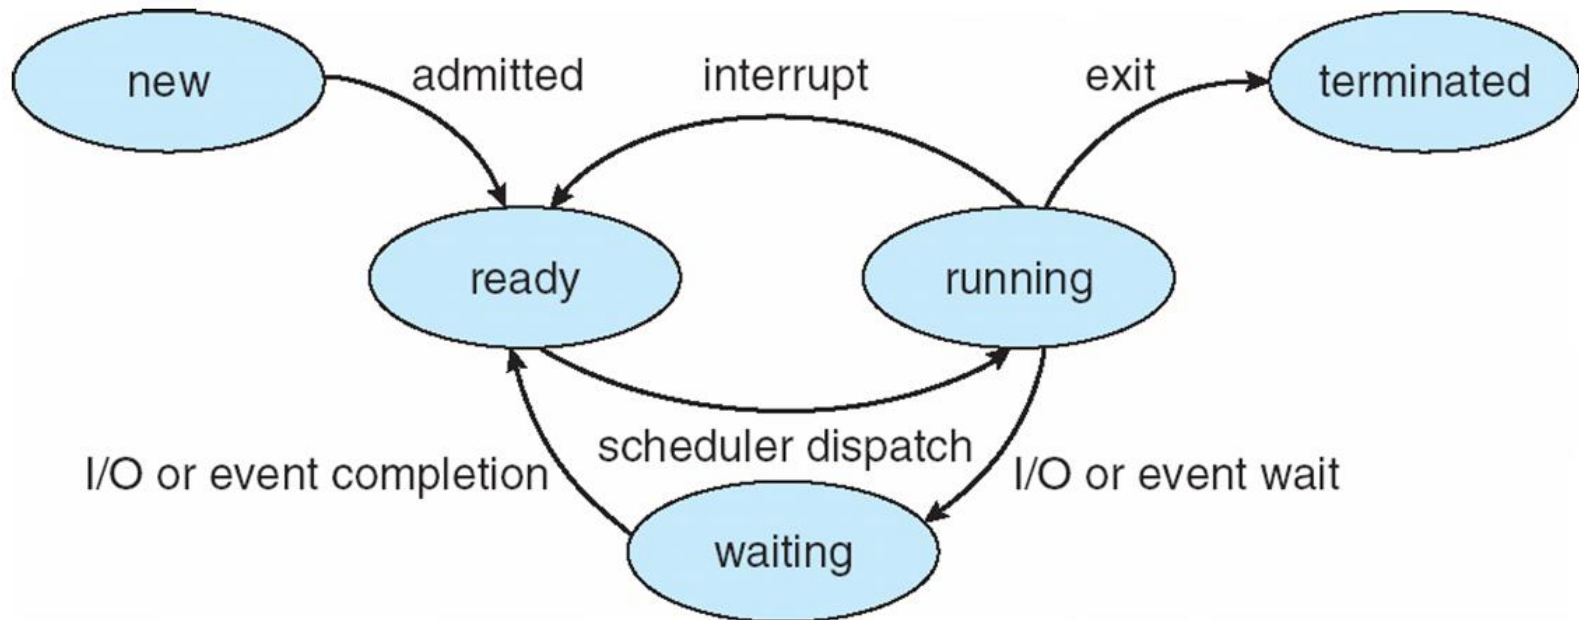 new
admitted
interrupt
exit
terminated
ready
running
scheduler dispatch
I/O or event completion
I/O or event wait
waiting